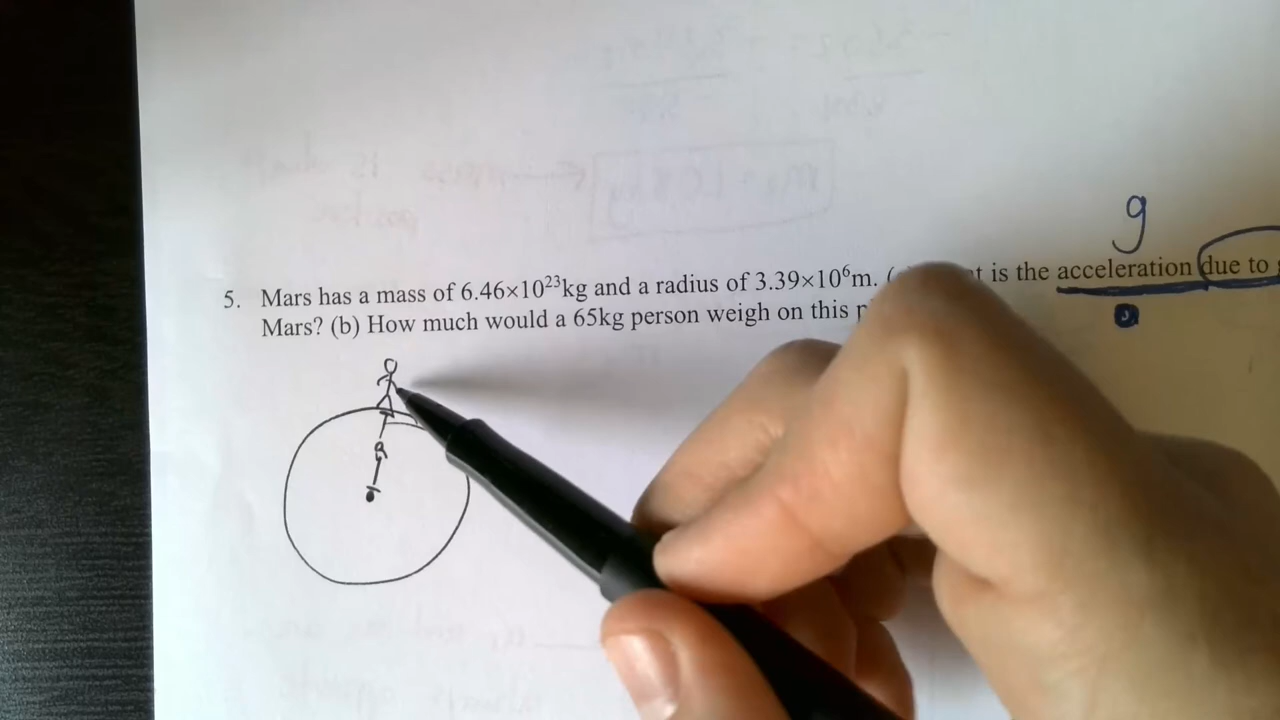 g
5. Mars has a mass of 6.46×10²³kg and a radius of 3.39×10⁶m. ( is the acceleration due to
Mars? (b) How much would a 65kg person weigh on this